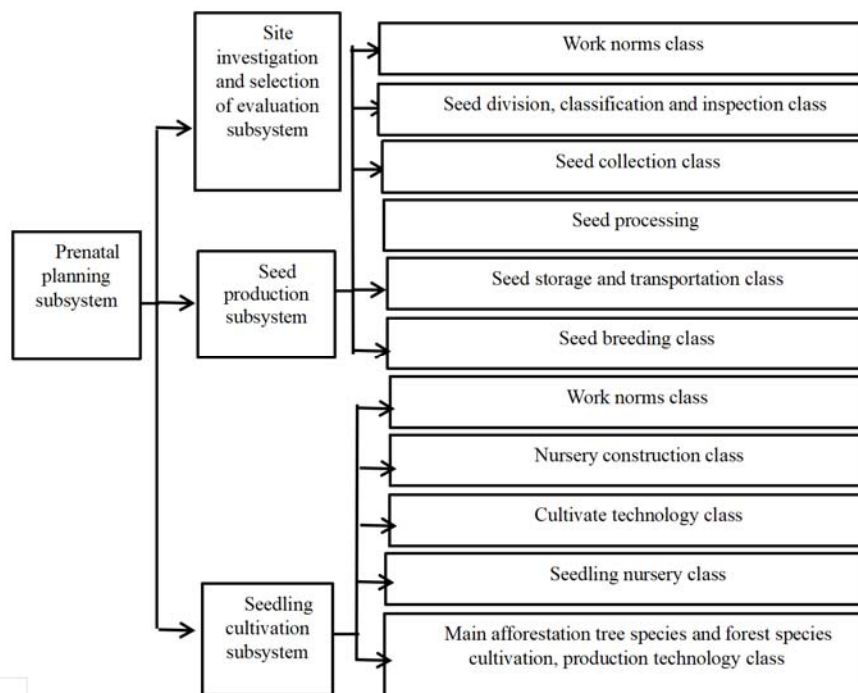 Prenatal
planning
subsystem
Site
investigation
and selection
of evaluation
subsystem
Seed
production
subsystem
Seedling
cultivation
subsystem
Work norms class
Seed division, classification and inspection class
Seed collection class
Seed processing
Seed storage and transportation class
Seed breeding class
Work norms class
Nursery construction class
Cultivate technology class
Seedling nursery class
Main afforestation tree species and forest species
cultivation, production technology class